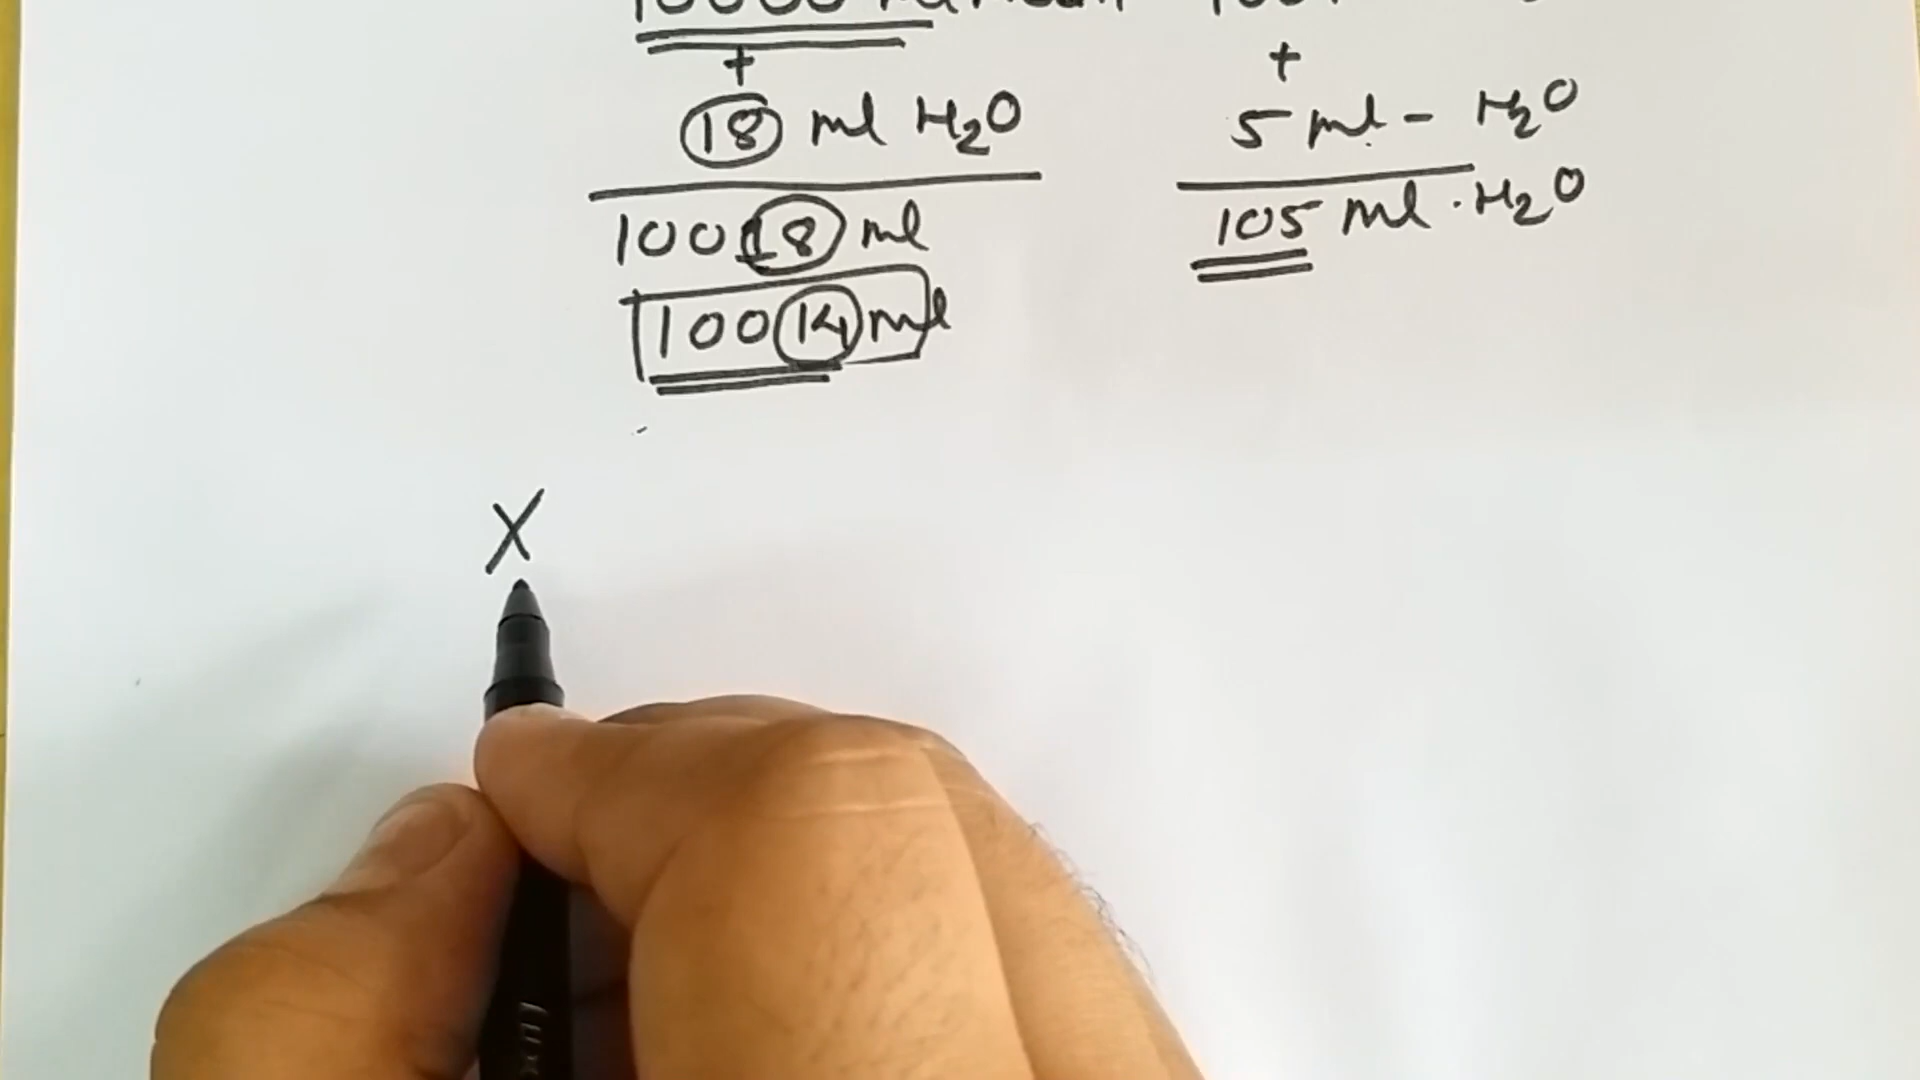 + +
18 ml H₂O 5 ml - H₂O
10018 ml 105 ml . H₂O
10014 ml
X